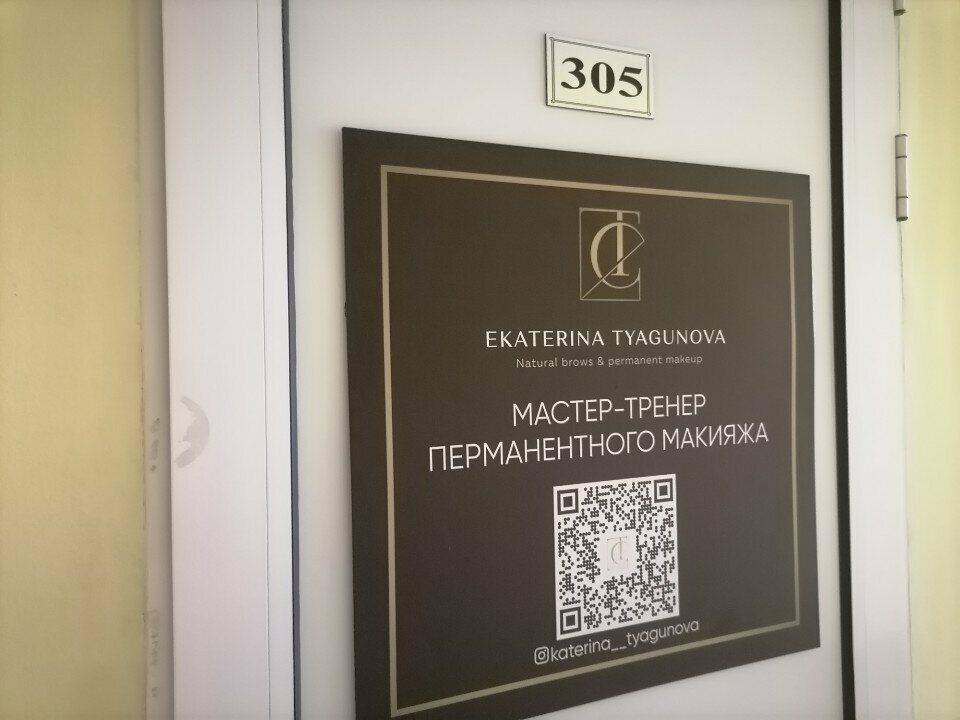 305
EKATERINA TYAGUNOVA
Natural brows & permanent makeup
МАСТЕР-ТРЕНЕР
ПЕРМАНЕНТНОГО МАКИЯЖА
katerina__tyagunova